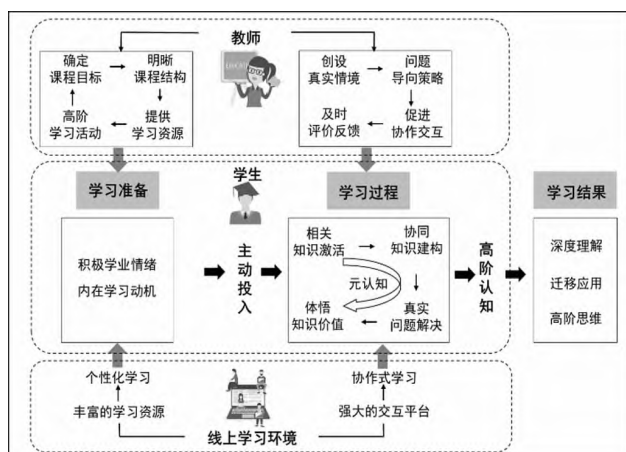 教师
确定
课程目标
明晰
课程结构
高阶
学习活动
提供
学习资源
创设
真实情境
问题
导向策略
及时
评价反馈
促进
协作交互
学生
学习准备
学习过程
学习结果
积极学业情绪
内在学习动机
主动投入
相关
知识激活
协同
知识建构
元认知
体悟
知识价值
真实
问题解决
高阶认知
深度理解
迁移应用
高阶思维
个性化学习
协作式学习
丰富的学习资源
强大的交互平台
线上学习环境